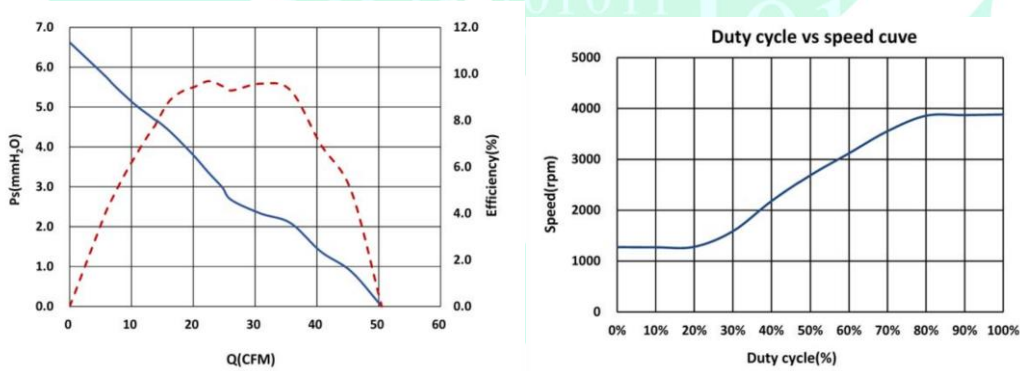 7.0
6.0
5.0
4.0
3.0
2.0
1.0
0.0
Ps(mmH₂O)
12.0
10.0
8.0
6.0
4.0
2.0
0.0
Efficiency(%)
0 10 20 30 40 50 60
Q(CFM)
Duty cycle vs speed cuve
5000
4000
3000
2000
1000
0
Speed(rpm)
0% 10% 20% 30% 40% 50% 60% 70% 80% 90% 100%
Duty cycle(%)